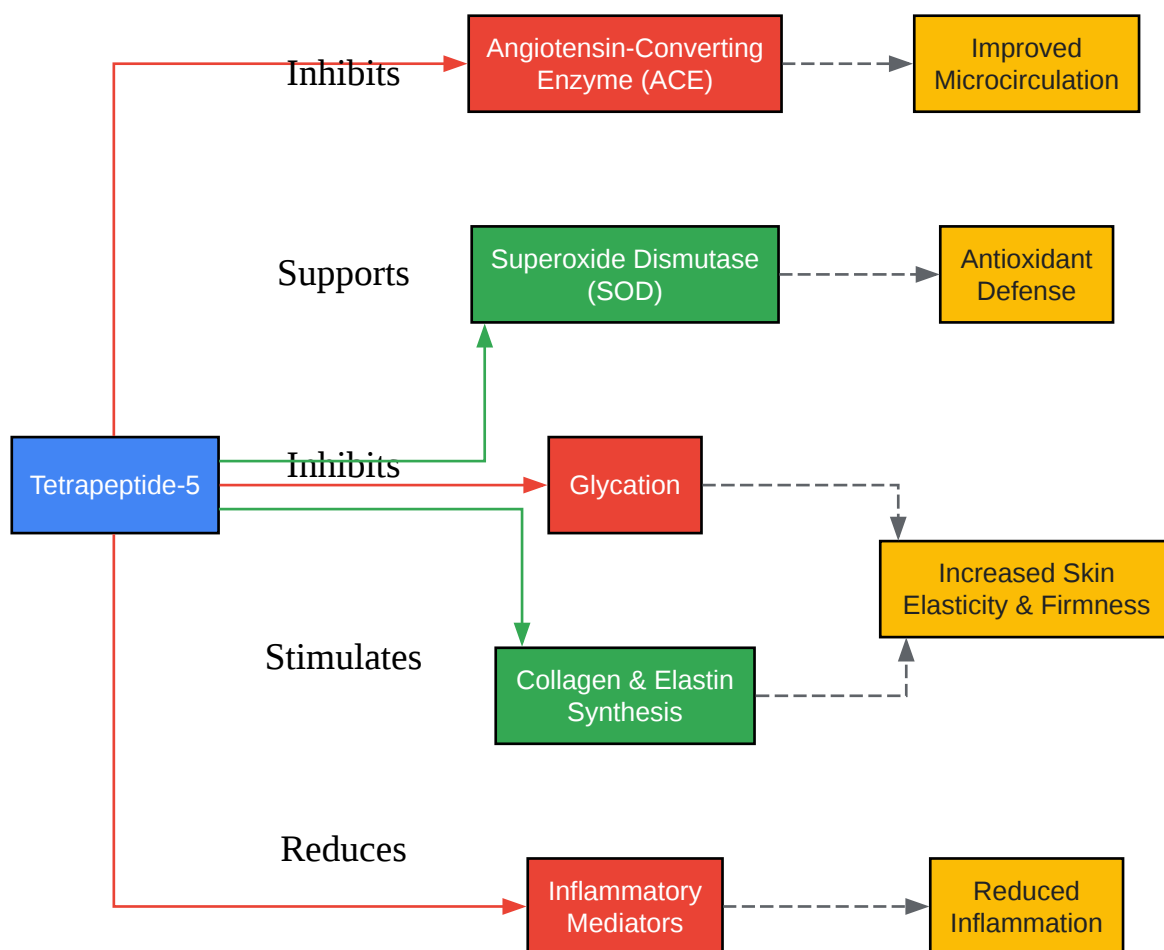 Inhibits
Angiotensin-Converting
Enzyme (ACE)
Improved
Microcirculation
Supports
Superoxide Dismutase
(SOD)
Antioxidant
Defense
Tetrapeptide-5
Inhibits
Glycation
Increased Skin
Elasticity & Firmness
Stimulates
Collagen & Elastin
Synthesis
Reduces
Inflammatory
Mediators
Reduced
Inflammation